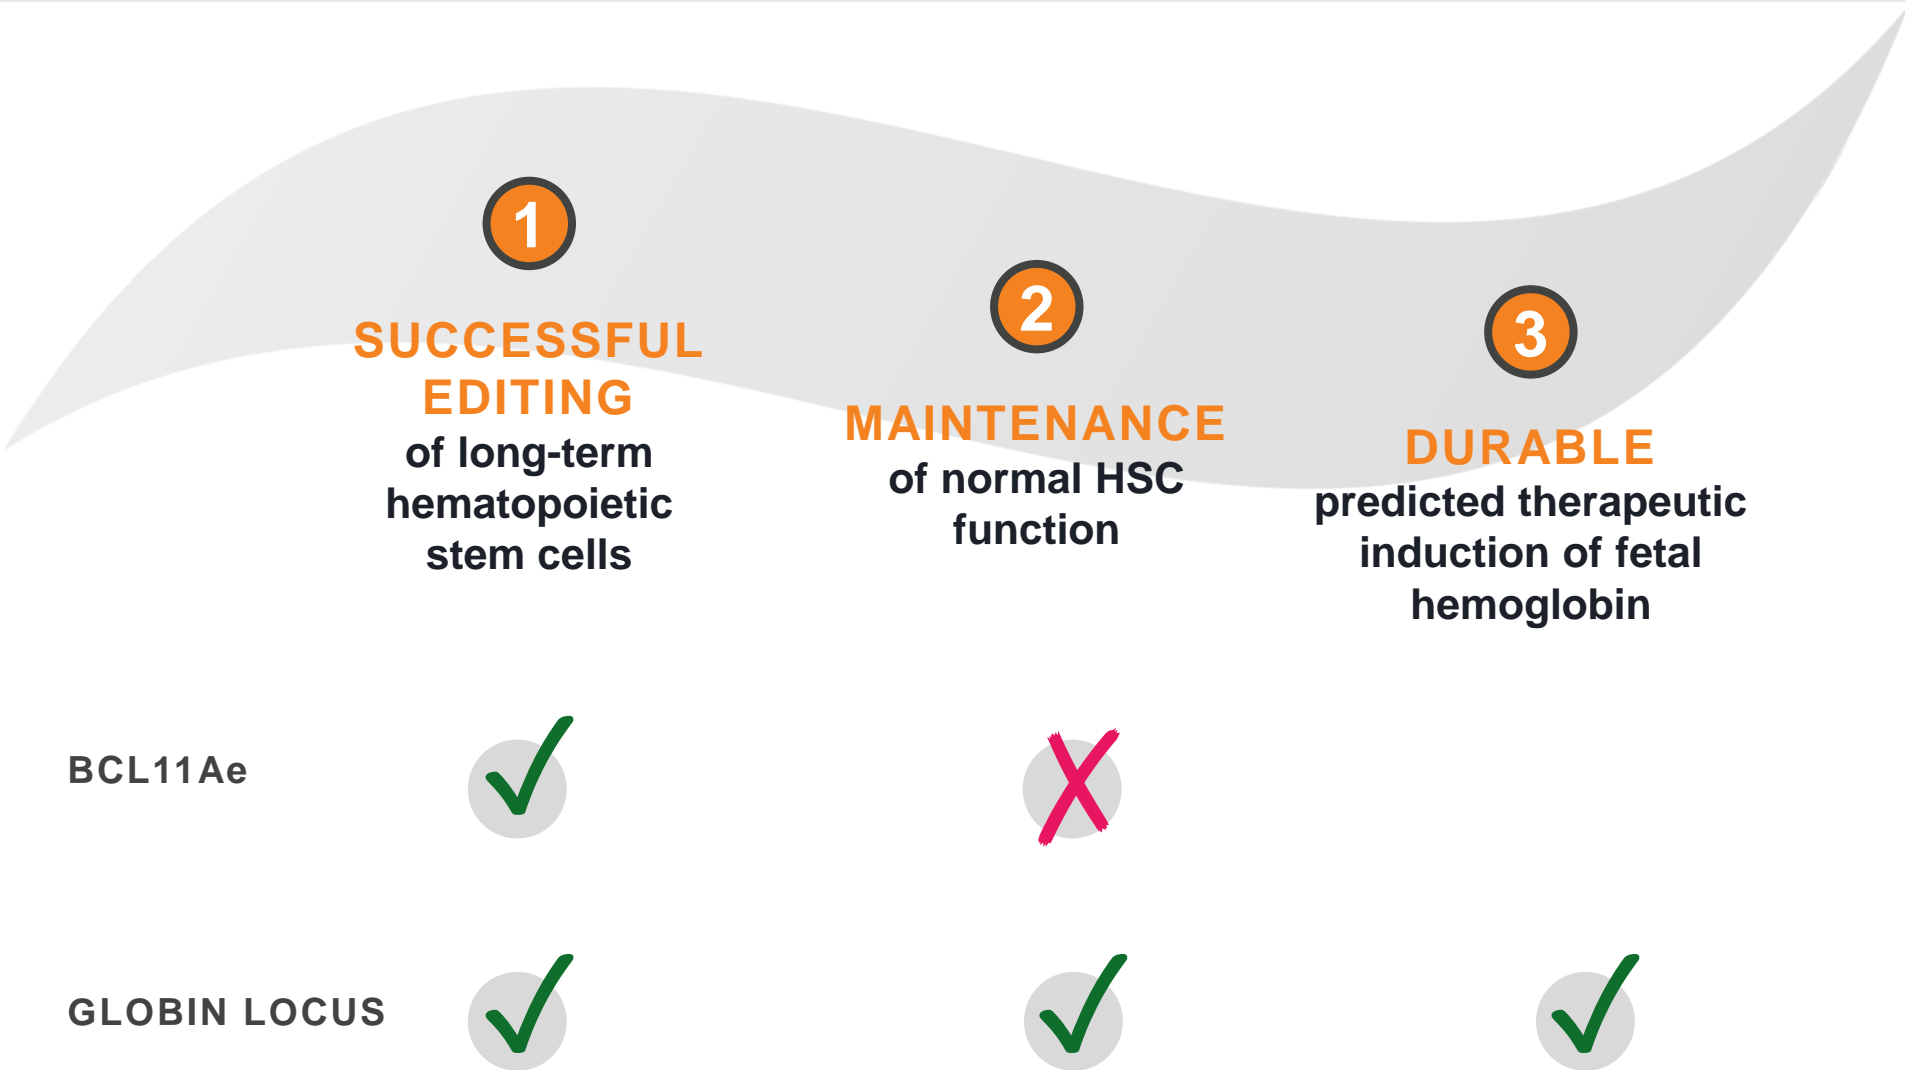 1
SUCCESSFUL
EDITING
of long-term
hematopoietic
stem cells
2
MAINTENANCE
of normal HSC
function
3
DURABLE
predicted therapeutic
induction of fetal
hemoglobin
BCL11Ae
GLOBIN LOCUS